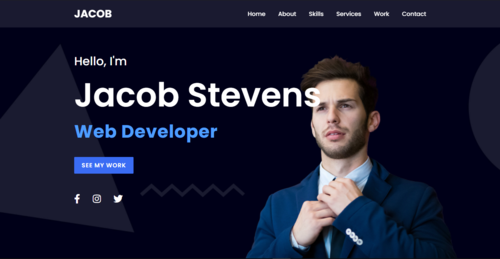 JACOB
Home About Skills Services Work Contact
Hello, I'm
Jacob Stevens
Web Developer
SEE MY WORK